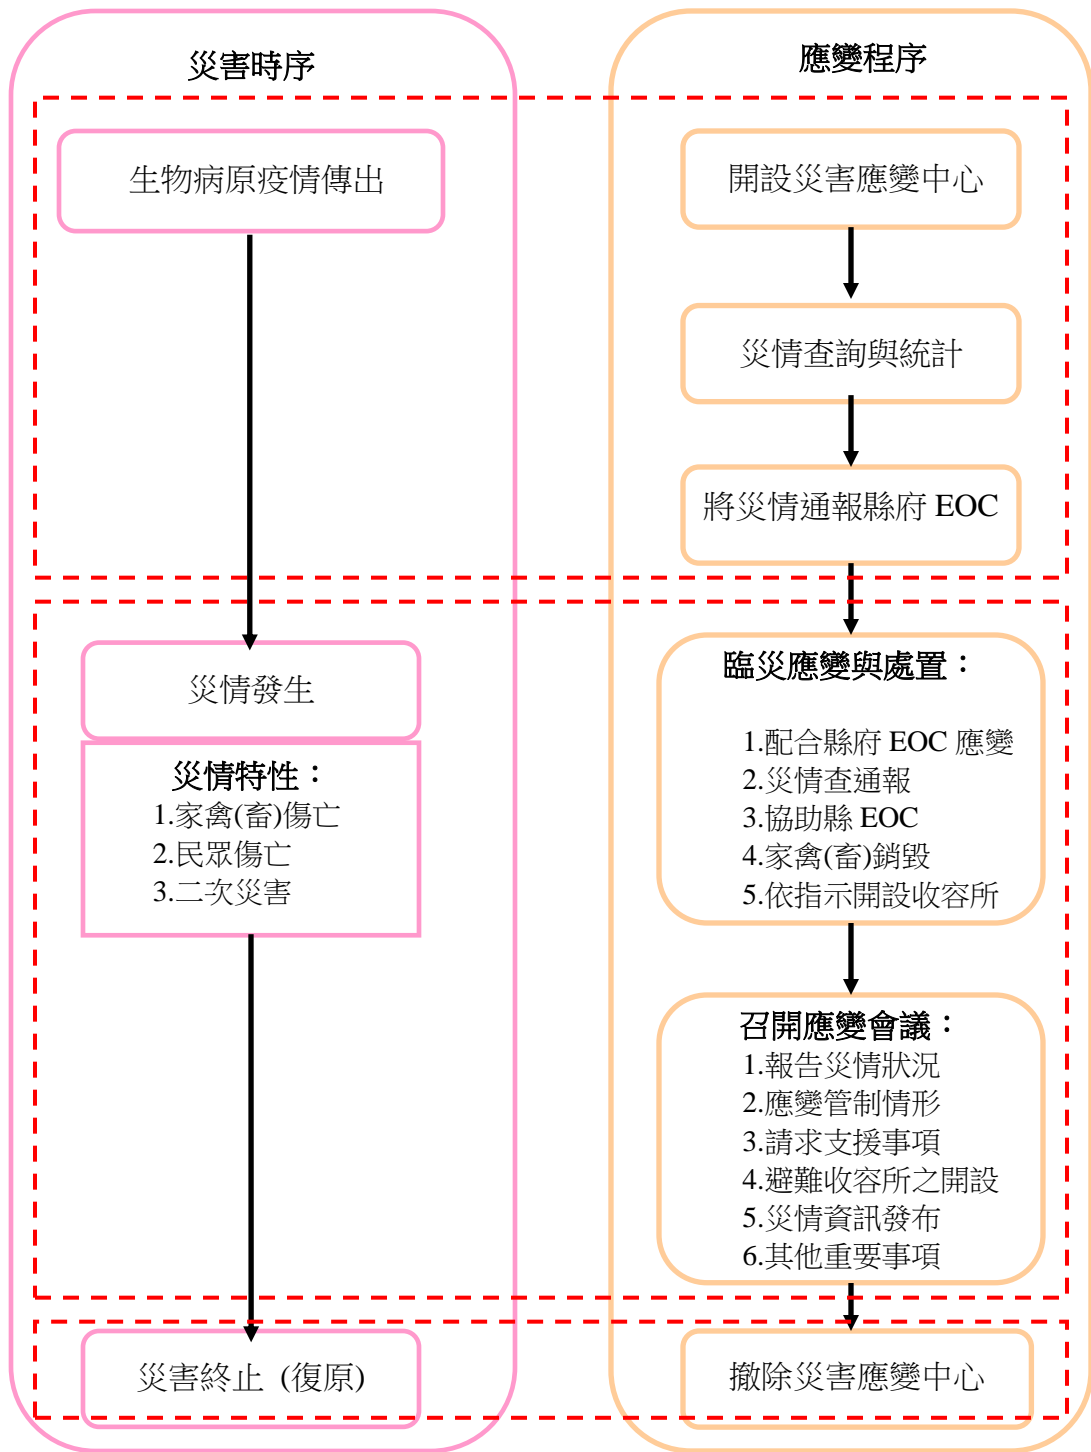 災害時序
應變程序
生物病原疫情傳出
開設災害應變中心
災情查詢與統計
將災情通報縣府 EOC
災情發生
災情特性：
1.家禽(畜)傷亡
2.民眾傷亡
3.二次災害
臨災應變與處置：
1.配合縣府 EOC 應變
2.災情查通報
3.協助縣 EOC
4.家禽(畜)銷毀
5.依指示開設收容所
召開應變會議：
1.報告災情狀況
2.應變管制情形
3.請求支援事項
4.避難收容所之開設
5.災情資訊發布
6.其他重要事項
災害終止 (復原)
撤除災害應變中心